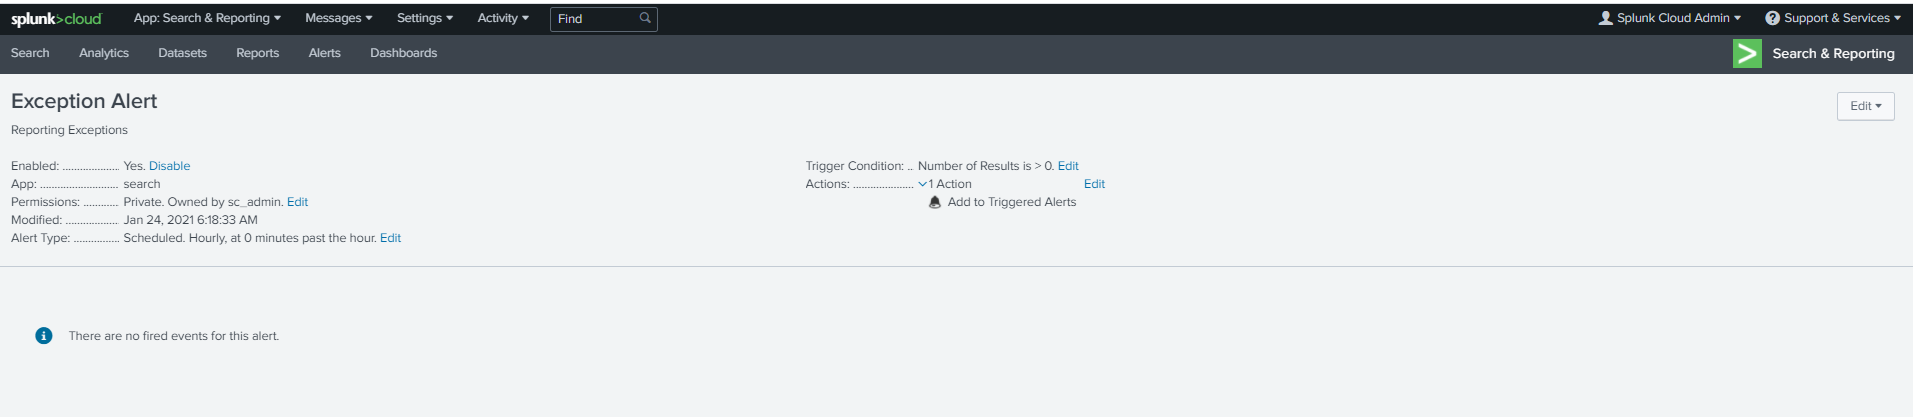 splunk>cloud App: Search & Reporting Messages Settings Activity Find Splunk Cloud Admin ? Support & Services
Search Analytics Datasets Reports Alerts Dashboards > Search & Reporting
Exception Alert
Edit
Reporting Exceptions
Enabled: .................... Yes. Disable
App: ........................... search
Permissions: ............ Private. Owned by sc_admin. Edit
Modified: ................... Jan 24, 2021 6:18:33 AM
Alert Type: ................ Scheduled. Hourly, at 0 minutes past the hour. Edit
Trigger Condition: .. Number of Results is > 0. Edit
Actions: ..................... 1 Action Edit
Add to Triggered Alerts
i There are no fired events for this alert.